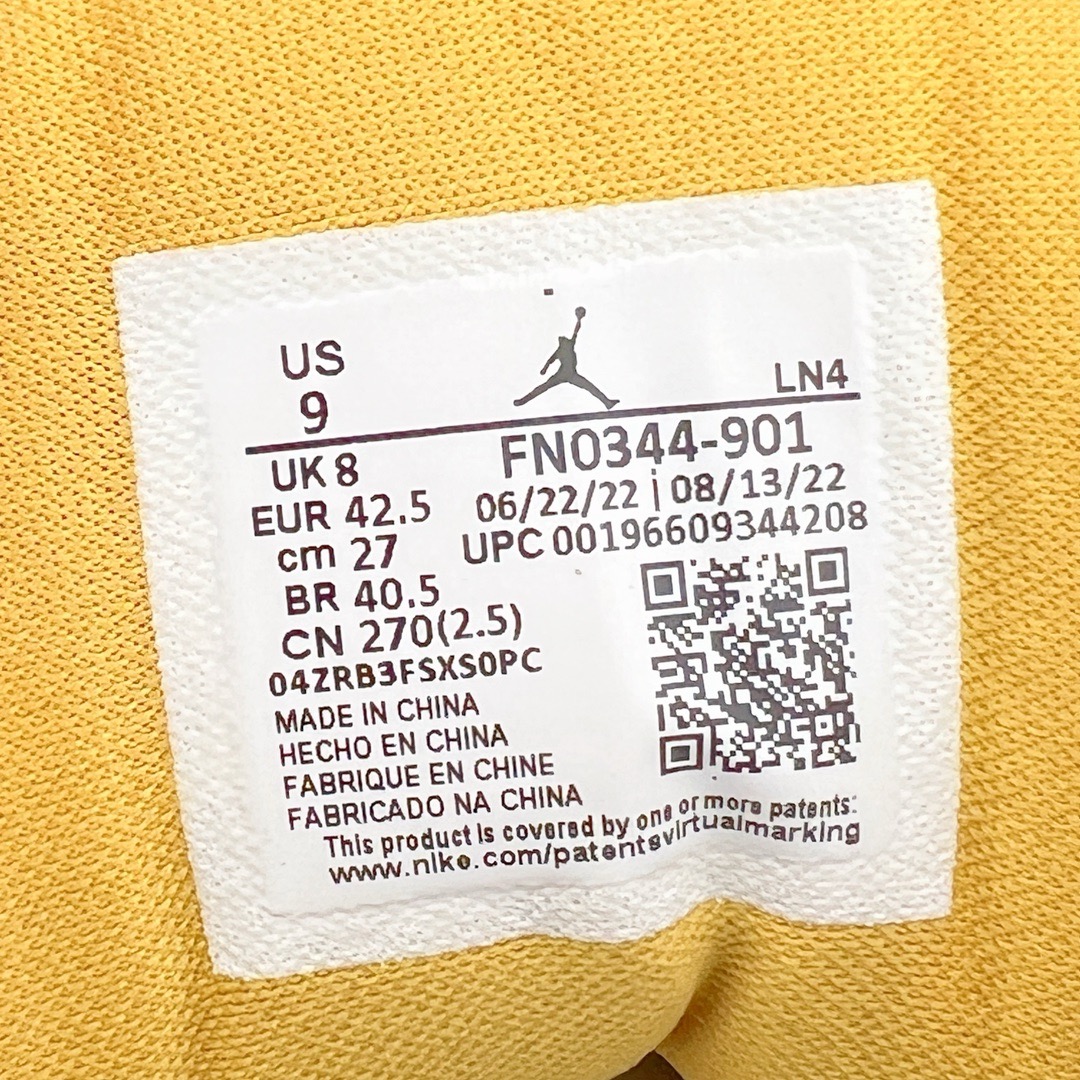 US
9
LN4
UK 8
EUR 42.5
cm 27
BR 40.5
CN 270(2.5)
04ZRB3FSXS0PC
FN0344-901
06/22/22 | 08/13/22
UPC 00196609344208
MADE IN CHINA
HECHO EN CHINA
FABRIQUE EN CHINE
FABRICADO NA CHINA
This product is covered by one or more patents:
www.nike.com/patentsvirtualmarking